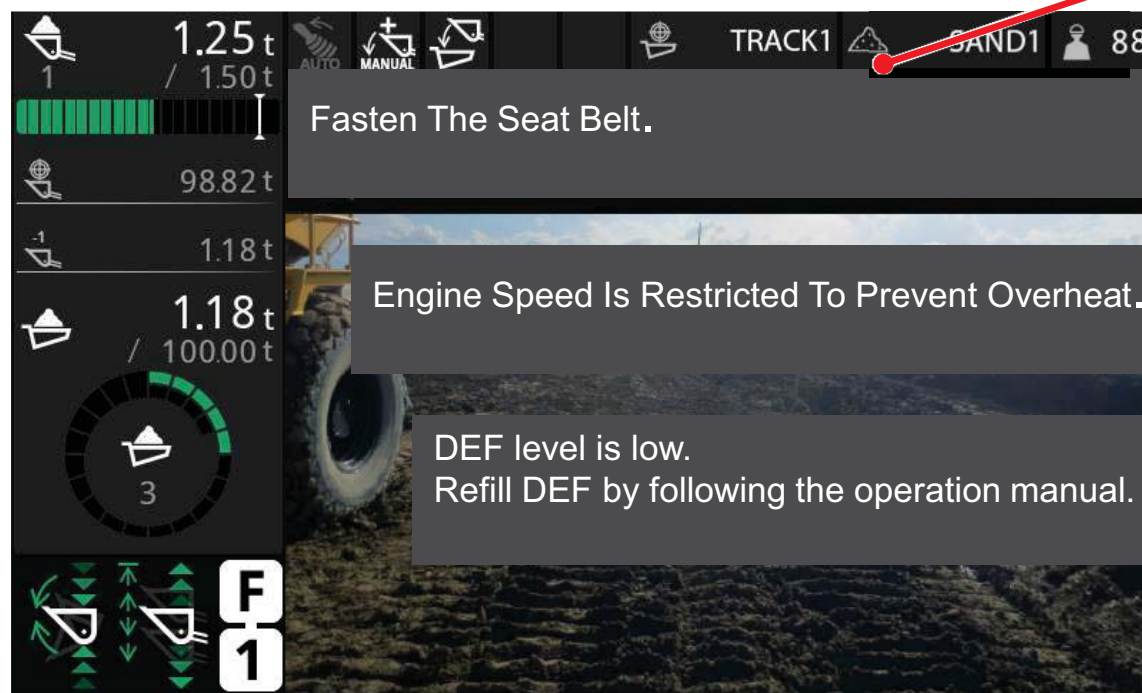 1.25 t
1 / 1.50 t
AUTO MANUAL TRACK1 SAND1 88
Fasten The Seat Belt.
98.82 t
-1 1.18 t
Engine Speed Is Restricted To Prevent Overheat.
1.18 t
/ 100.00 t
DEF level is low.
Refill DEF by following the operation manual.
3
F
1